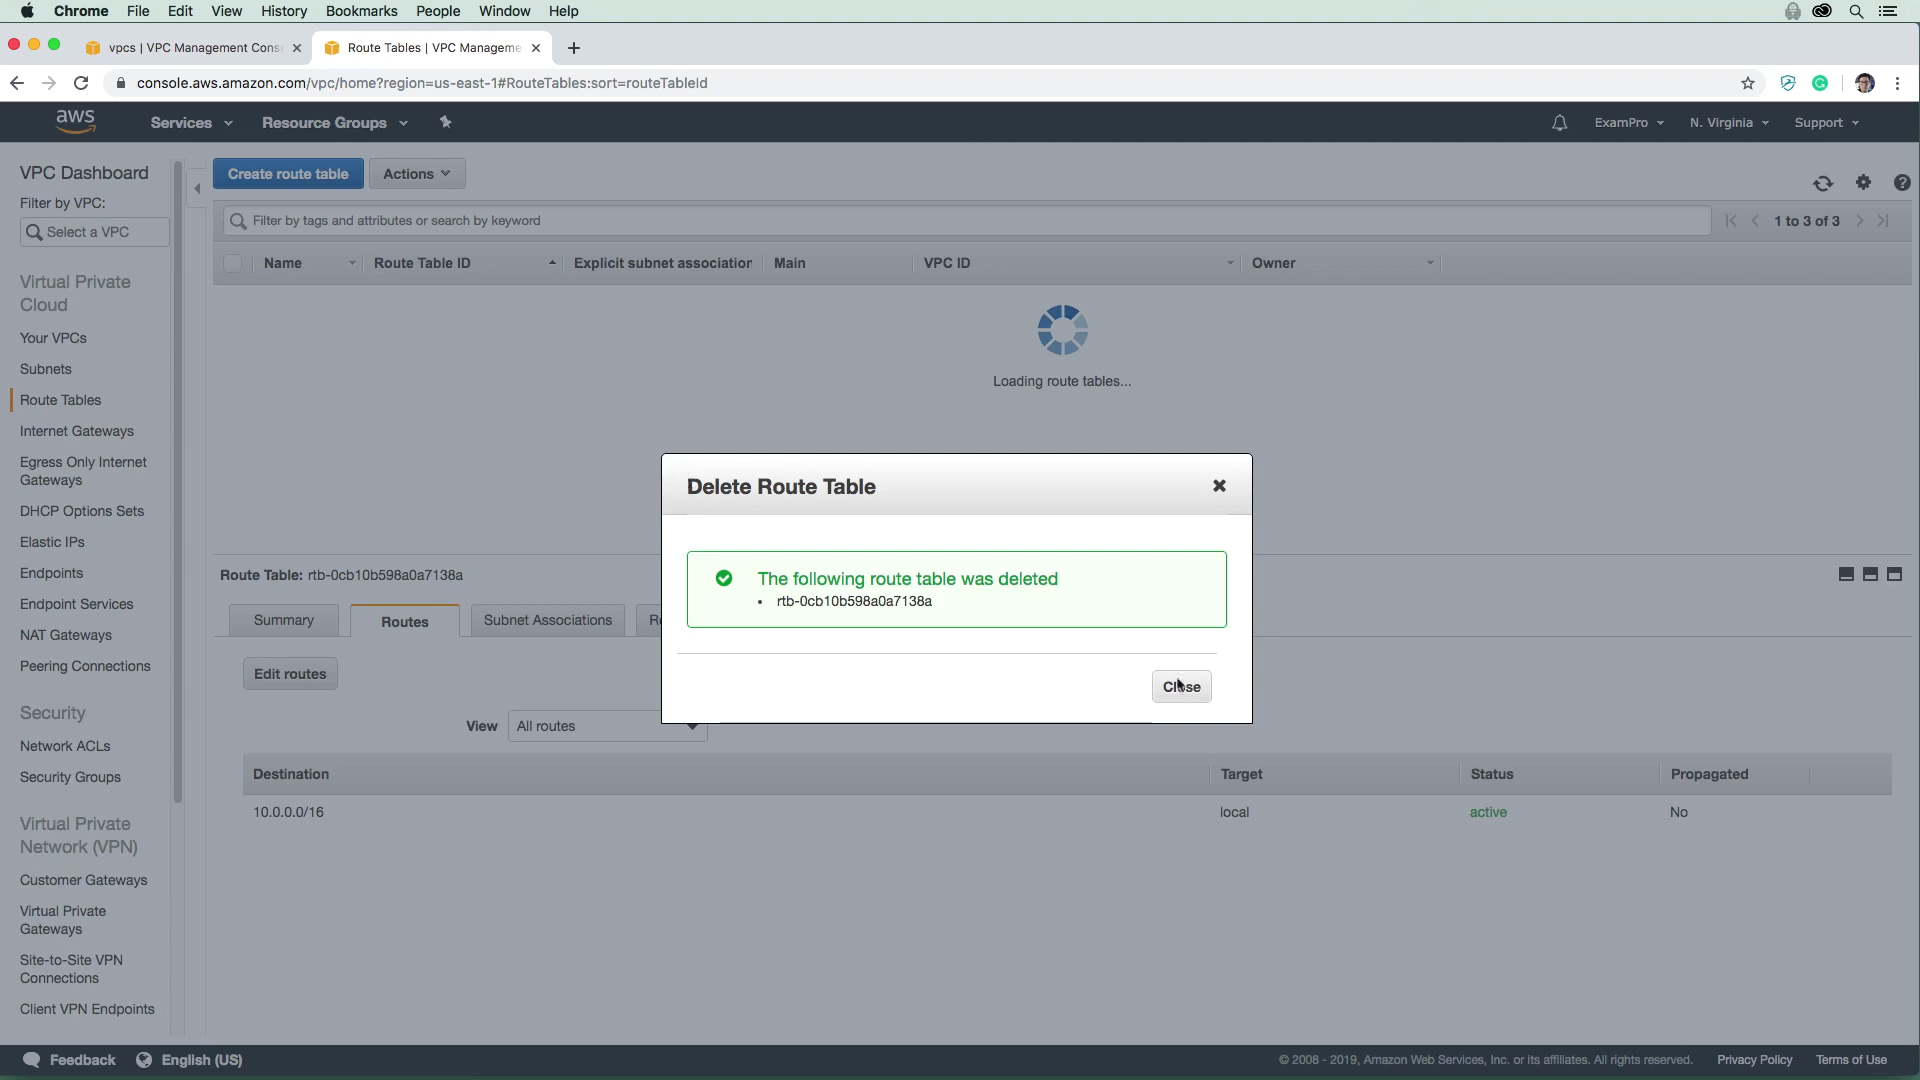 Chrome File Edit View History Bookmarks People Window Help
vpcs | VPC Management Cons
Route Tables | VPC Manageme
console.aws.amazon.com/vpc/home?region=us-east-1#RouteTables:sort=routeTableId
aws Services Resource Groups ExamPro N. Virginia Support
VPC Dashboard
Filter by VPC:
Select a VPC
Virtual Private
Cloud
Your VPCs
Subnets
Route Tables
Internet Gateways
Egress Only Internet
Gateways
DHCP Options Sets
Elastic IPs
Endpoints
Endpoint Services
NAT Gateways
Peering Connections
Security
Network ACLs
Security Groups
Virtual Private
Network (VPN)
Customer Gateways
Virtual Private
Gateways
Site-to-Site VPN
Connections
Client VPN Endpoints
Create route table Actions
Filter by tags and attributes or search by keyword
1 to 3 of 3
Name Route Table ID Explicit subnet association Main VPC ID Owner
Loading route tables...
Delete Route Table
The following route table was deleted
• rtb-0cb10b598a0a7138a
Close
Route Table: rtb-0cb10b598a0a7138a
Summary Routes Subnet Associations
Edit routes
View All routes
Destination Target Status Propagated
10.0.0.0/16 local active No
Feedback English (US)
© 2008 - 2019, Amazon Web Services, Inc. or its affiliates. All rights reserved. Privacy Policy Terms of Use